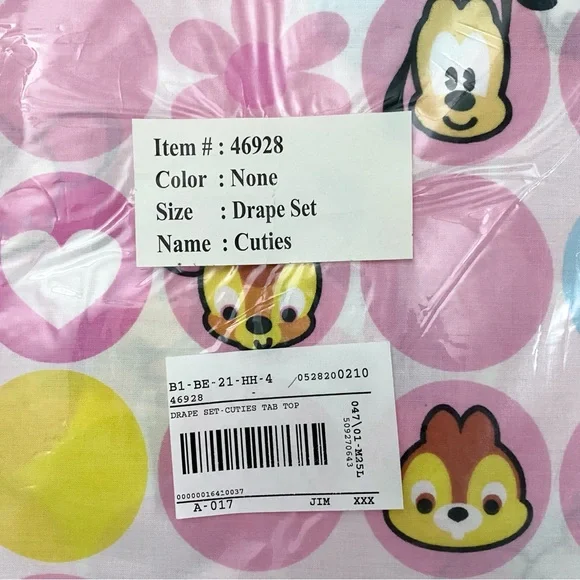 Item # : 46928
Color : None
Size : Drape Set
Name : Cuties
B1-BE-21-HH-4 /0528200210
46928 -
DRAPE SET-CUTIES TAB TOP
047\01-M25L
509270643
00000016410037
A-017 JIM XXX